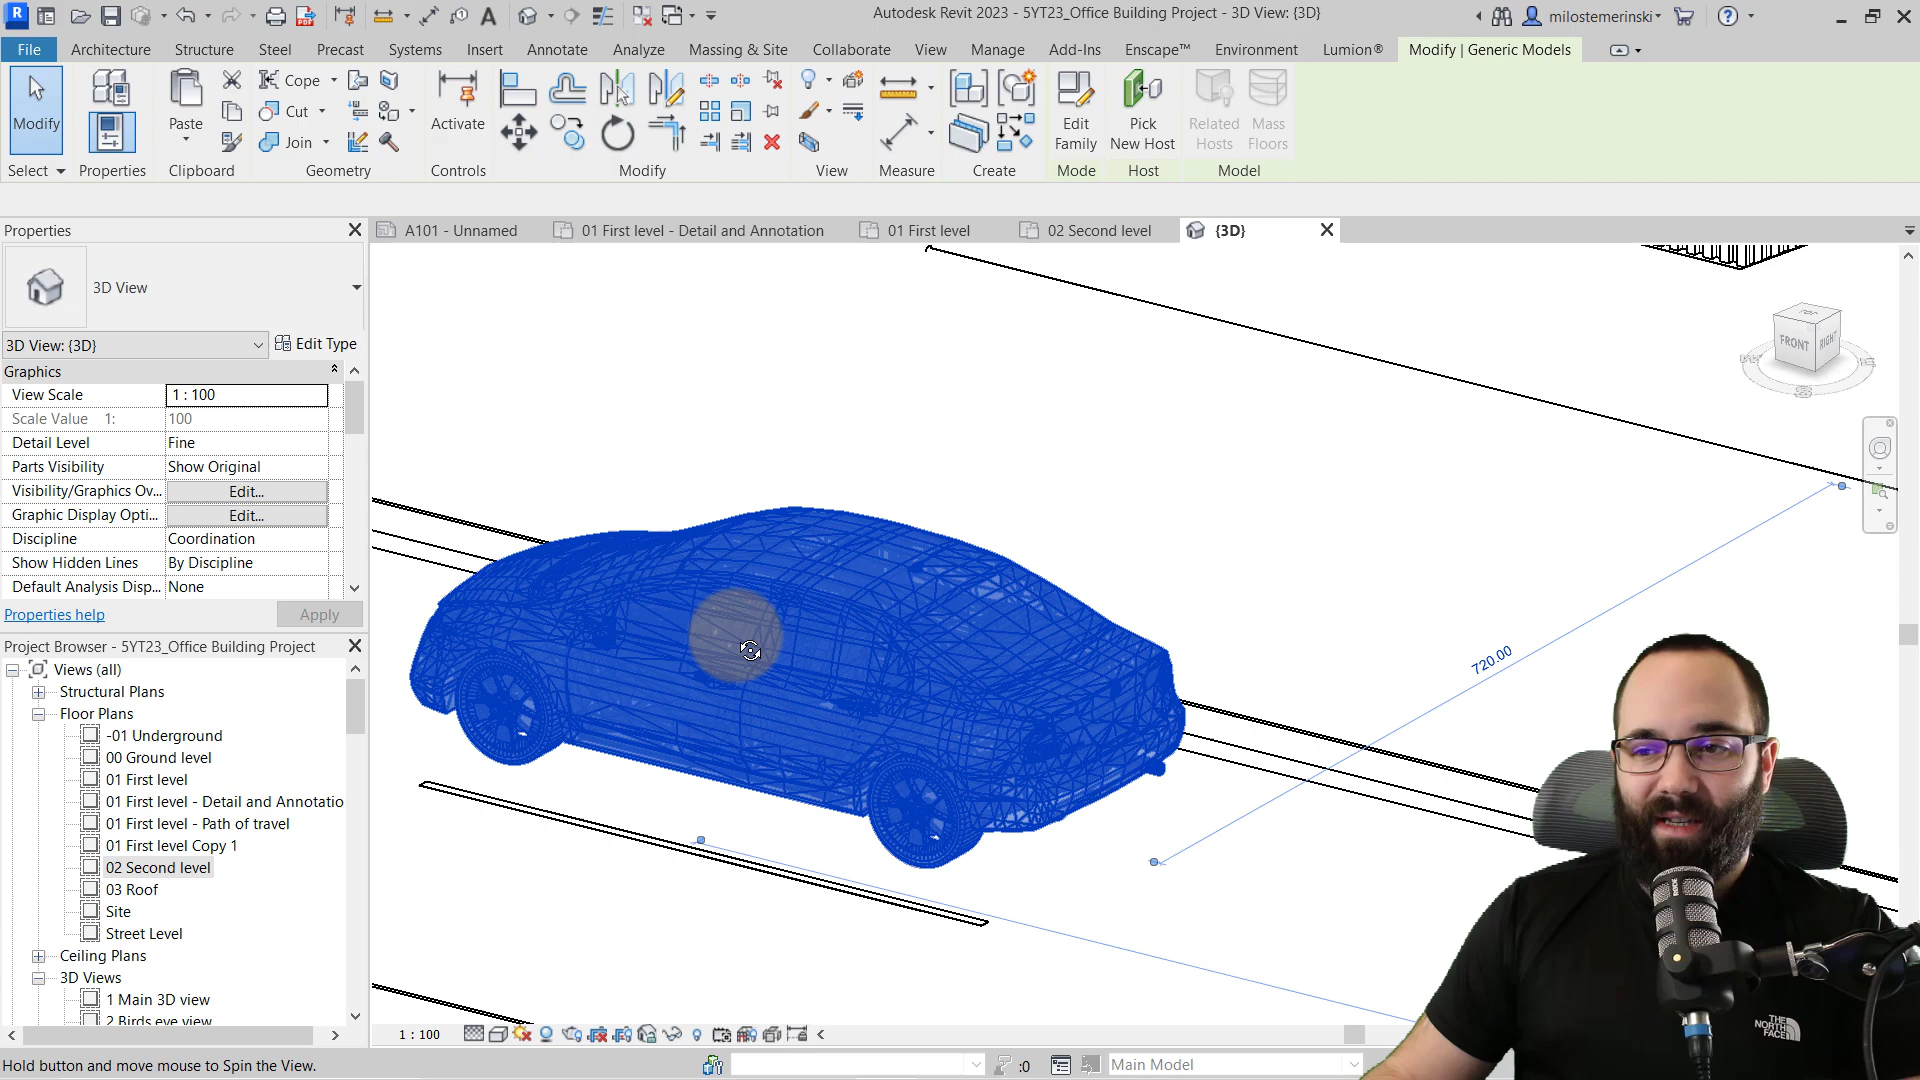 Autodesk Revit 2023 - 5YT23_Office Building Project - 3D View: {3D}
milostemerinski
File Architecture Structure Steel Precast Systems Insert Annotate Analyze Massing & Site Collaborate View Manage Add-Ins Enscape™ Environment Lumion® Modify | Generic Models
Modify
Paste
Cope
Cut
Join
Activate
Edit Family
Pick New Host
Related Hosts
Mass Floors
Select Properties Clipboard Geometry Controls Modify View Measure Create Mode Host Model
Properties
A101 - Unnamed
01 First level - Detail and Annotation
01 First level
02 Second level
{3D}
3D View
3D View: {3D}
Edit Type
Graphics
View Scale 1 : 100
Scale Value 1: 100
Detail Level Fine
Parts Visibility Show Original
Visibility/Graphics Ov... Edit...
Graphic Display Opti... Edit...
Discipline Coordination
Show Hidden Lines By Discipline
Default Analysis Disp... None
Properties help
Apply
Project Browser - 5YT23_Office Building Project
Views (all)
Structural Plans
Floor Plans
-01 Underground
00 Ground level
01 First level
01 First level - Detail and Annotatio
01 First level - Path of travel
01 First level Copy 1
02 Second level
03 Roof
Site
Street Level
Ceiling Plans
3D Views
1 Main 3D view
2 Birds eye view
TOP
FRONT
RIGHT
720.00
THE NORTH FACE
1 : 100
Hold button and move mouse to Spin the View.
:0
Main Model